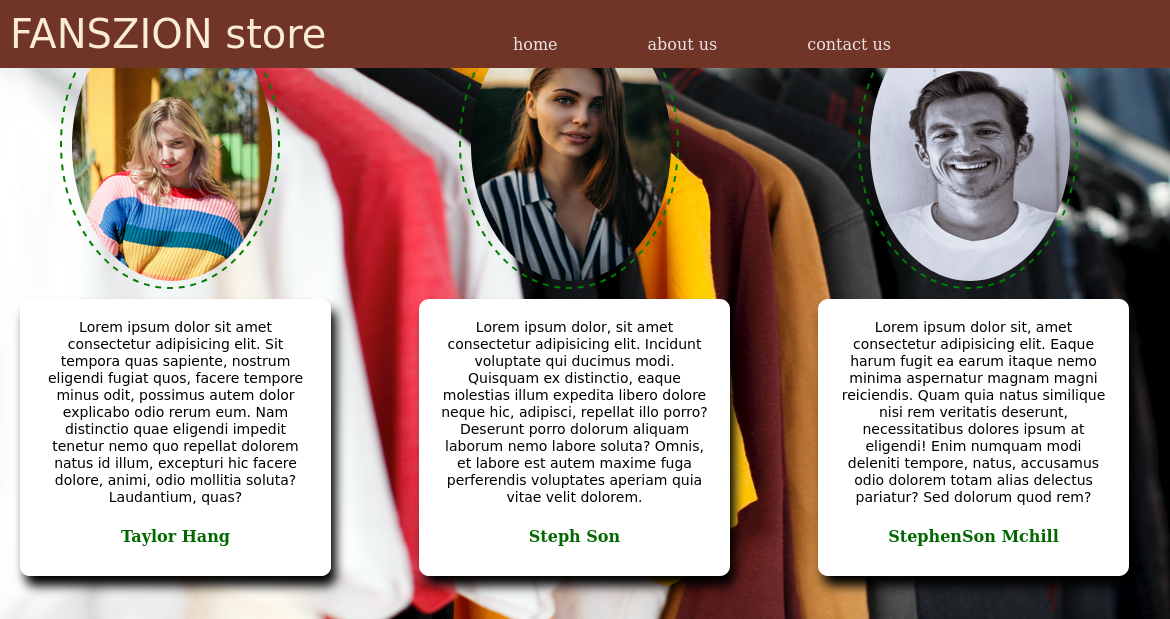 FANSZION store
home
about us
contact us
Lorem ipsum dolor sit amet
consectetur adipisicing elit. Sit
tempora quas sapiente, nostrum
eligendi fugiat quos, facere tempore
minus odit, possimus autem dolor
explicabo odio rerum eum. Nam
distinctio quae eligendi impedit
tenetur nemo quo repellat dolorem
natus id illum, excepturi hic facere
dolore, animi, odio mollitia soluta?
Laudantium, quas?
Taylor Hang
Lorem ipsum dolor, sit amet
consectetur adipisicing elit. Incidunt
voluptate qui ducimus modi.
Quisquam ex distinctio, eaque
molestias illum expedita libero dolore
neque hic, adipisci, repellat illo porro?
Deserunt porro dolorum aliquam
laborum nemo labore soluta? Omnis,
et labore est autem maxime fuga
perferendis voluptates aperiam quia
vitae velit dolorem.
Steph Son
Lorem ipsum dolor sit, amet
consectetur adipisicing elit. Eaque
harum fugit ea earum itaque nemo
minima aspernatur magnam magni
reiciendis. Quam quia natus similique
nisi rem veritatis deserunt,
necessitatibus dolores ipsum at
eligendi! Enim numquam modi
deleniti tempore, natus, accusamus
odio dolorem totam alias delectus
pariatur? Sed dolorum quod rem?
StephenSon Mchill